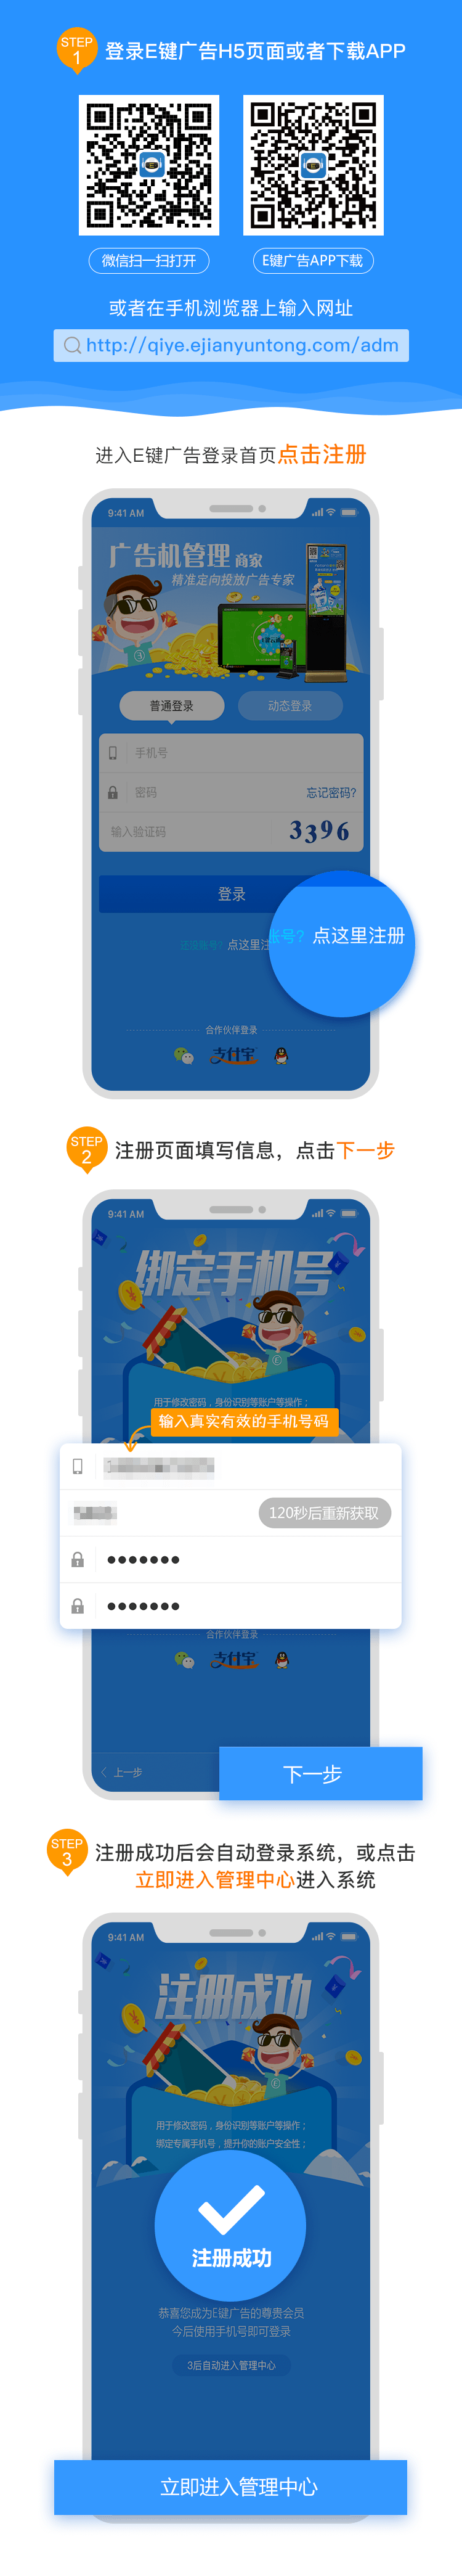 STEP
1
登录E键广告H5页面或者下载APP
微信扫一扫打开
E键广告APP下载
或者在手机浏览器上输入网址
http://qiye.ejianyuntong.com/adm
进入E键广告登录首页点击注册
9:41 AM
广告机管理 商家
精准定向投放广告专家
普通登录
动态登录
手机号
密码
忘记密码?
输入验证码
3396
登录
没有账号? 点这里注
账号? 点这里注册
合作伙伴登录
支付宝
STEP
2
注册页面填写信息，点击下一步
9:41 AM
绑定手机号
用于修改密码，身份识别等账户等操作；
输入真实有效的手机号码
120秒后重新获取
合作伙伴登录
支付宝
上一步
下一步
STEP
3
注册成功后会自动登录系统，或点击
立即进入管理中心进入系统
9:41 AM
注册成功
用于修改密码，身份识别等账户等操作；
绑定专属手机号，提升你的账户安全性；
注册成功
恭喜您成为E键广告的尊贵会员
今后使用手机号即可登录
3后自动进入管理中心
立即进入管理中心